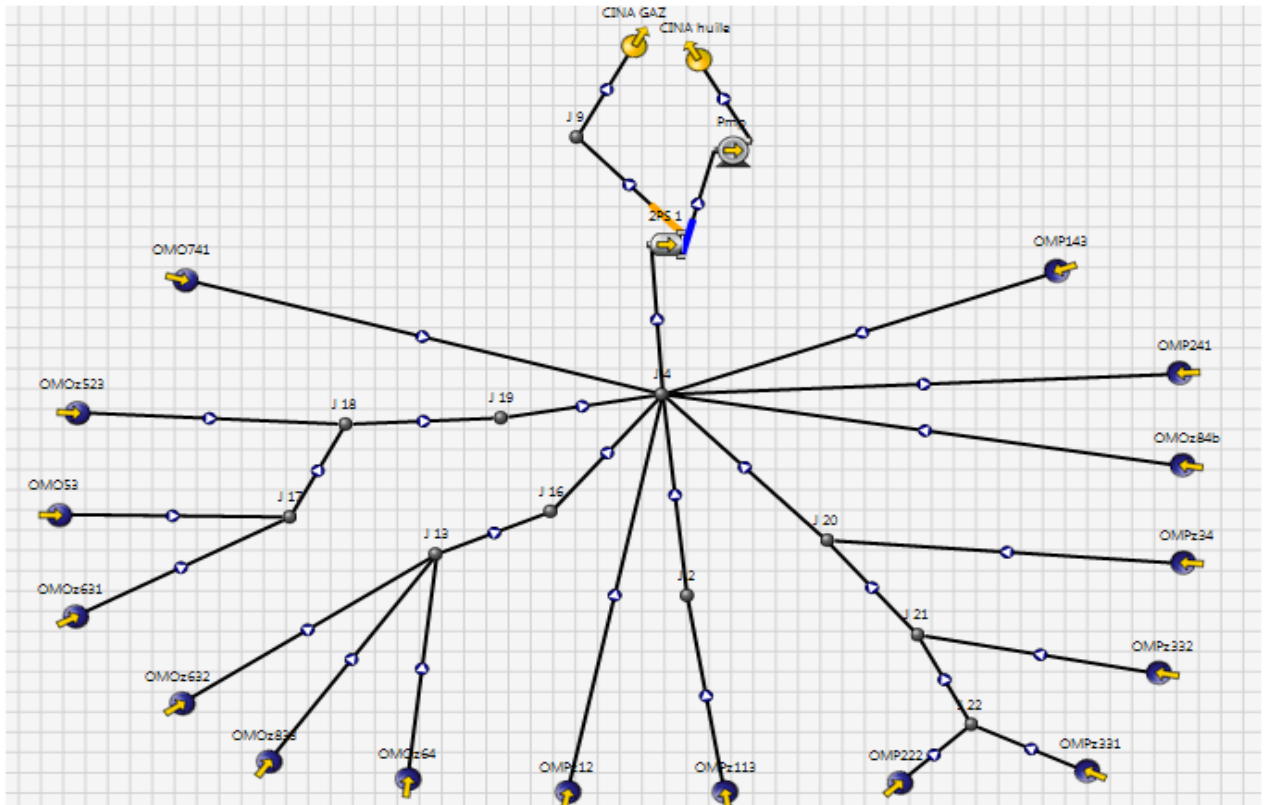 CINA GAZ
CINA huile
J 9
2PS 1
OMO741
OMP143
OMP241
OMOz523
J 18
J 19
J 4
OMOz84b
OMO53
J 17
J 16
J 13
J 20
OMPz34
OMOz631
J 2
J 21
OMPz332
OMOz632
J 22
OMOz64
OMPz12
OMPz113
OMP222
OMPz331